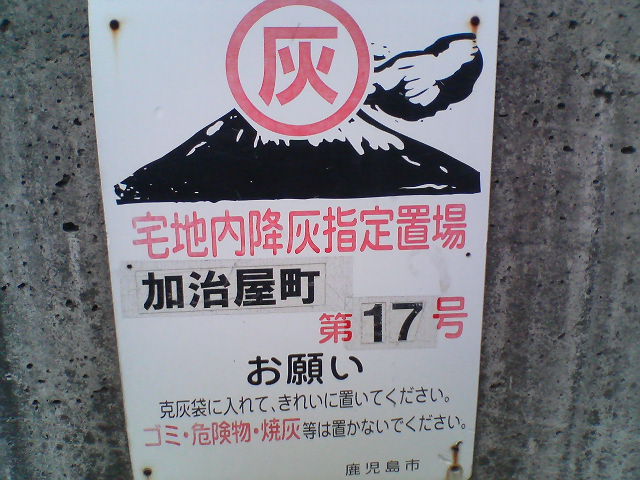 灰
宅地内降灰指定置場
加治屋町
第17号
お願い
克灰袋に入れて、きれいに置いてください。
ゴミ・危険物・焼灰等は置かないでください。
鹿児島市